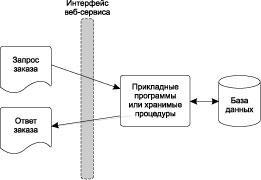 Интерфейс
веб-сервиса
Запрос
заказа
Ответ
заказа
Прикладные
программы
или хранимые
процедуры
База
данных